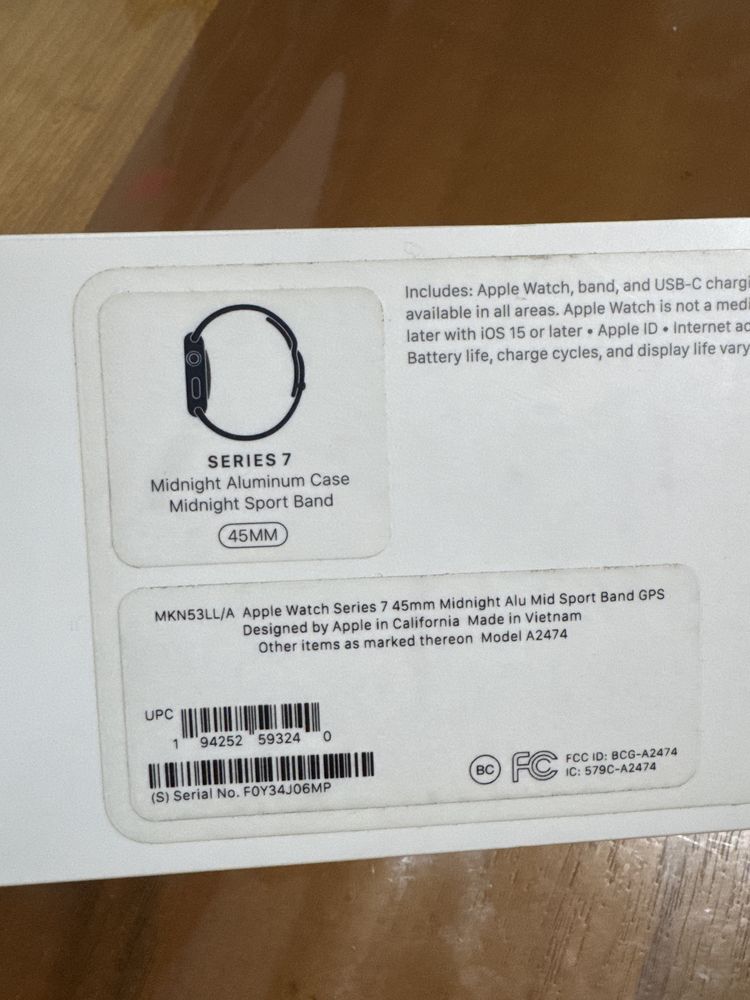 Includes: Apple Watch, band, and USB-C
available in all areas. Apple Watch is not a
later with iOS 15 or later • Apple ID • Internet
Battery life, charge cycles, and display life vary
SERIES 7
Midnight Aluminum Case
Midnight Sport Band
45MM
MKN53LL/A Apple Watch Series 7 45mm Midnight Alu Mid Sport Band GPS
Designed by Apple in California Made in Vietnam
Other items as marked thereon Model A2474
UPC
1 94252 59324 0
(S) Serial No. F0Y34J06MP
BC FC FCC ID: BCG-A2474
IC: 579C-A2474